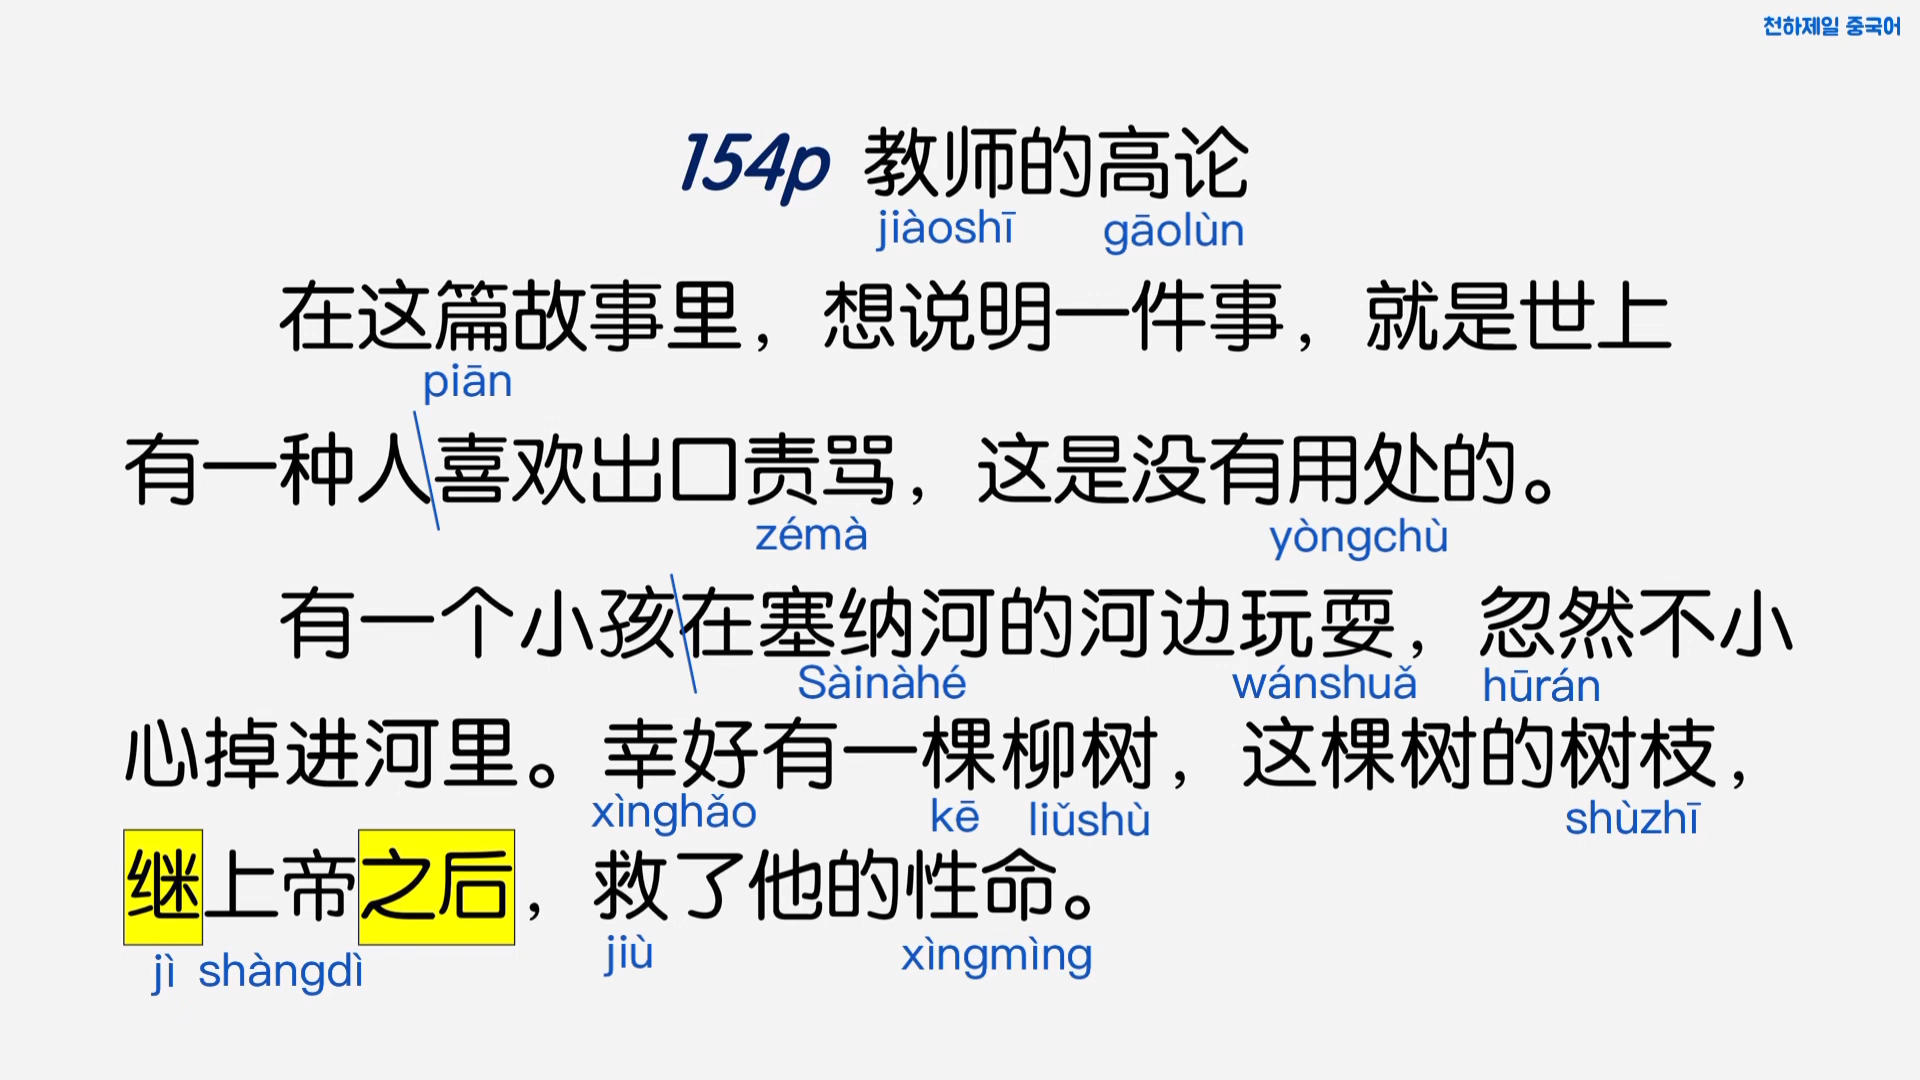 천하제일 중국어
154p 教师的高论
jiàoshī gāolùn
在这篇故事里，想说明一件事，就是世上
piān
有一种人喜欢出口责骂，这是没有用处的。
zémà yòngchù
有一个小孩在塞纳河的河边玩耍，忽然不小
Sàinàhé wánshuǎ hūrán
心掉进河里。幸好有一棵柳树，这棵树的树枝，
xìnghǎo kē liǔshù shùzhī
继上帝之后，救了他的性命。
jì shàngdì jiù xìngmìng